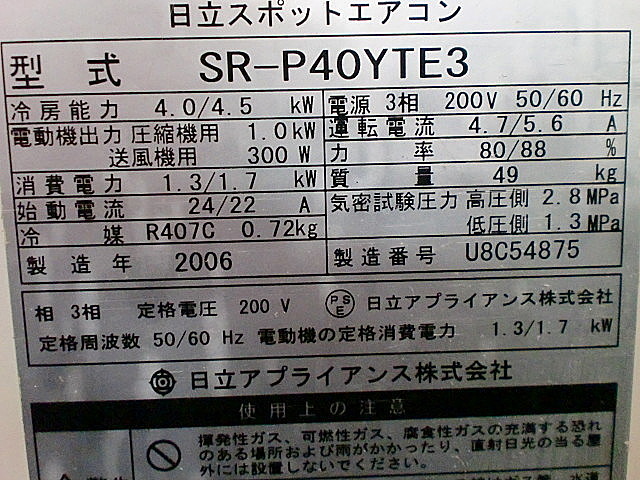 日立スポットエアコン
型 式 SR-P40YTE3
冷房能力 4.0/4.5 kW
電動機出力 圧縮機用 1.0kW
送風機用 300 W
消費電力 1.3/1.7 kW
始動電流 24/22 A
冷 媒 R407C 0.72kg
製 造 年 2006
電源 3相 200V 50/60 Hz
運転電流 4.7/5.6 A
力 率 80/88 %
質 量 49 kg
気密試験圧力 高圧側 2.8MPa
低圧側 1.3MPa
製造番号 U8C54875
相 3相 定格電圧 200 V PSE 日立アプライアンス株式会社
定格周波数 50/60 Hz 電動機の定格消費電力 1.3/1.7 kW
日立アプライアンス株式会社
使用上の注意
揮発性ガス、可燃性ガス、腐食性ガスの充満する恐れ
のある場所および雨がかかったり、直射日光の当る屋
外には設置しないでください。